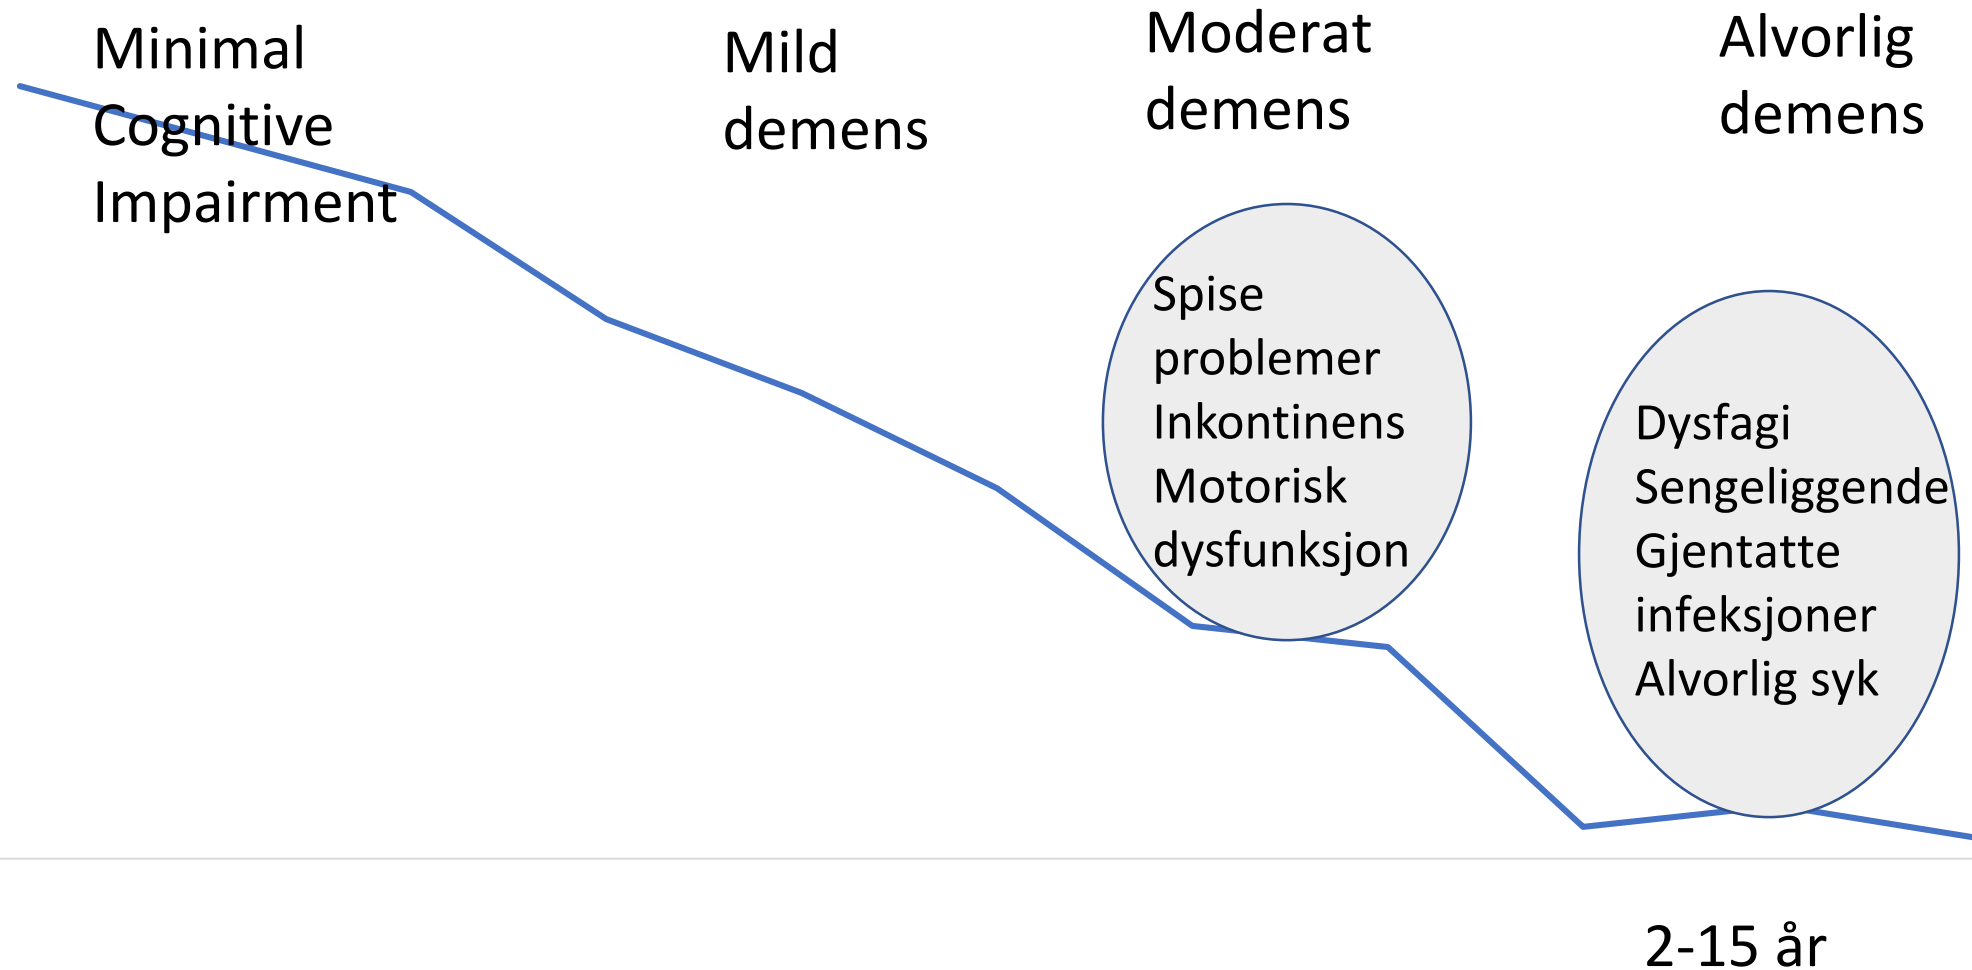 Minimal
Cognitive
Impairment
Mild
demens
Moderat
demens
Alvorlig
demens
Spise
problemer
Inkontinens
Motorisk
dysfunksjon
Dysfagi
Sengeliggende
Gjentatte
infeksjoner
Alvorlig syk
2-15 år